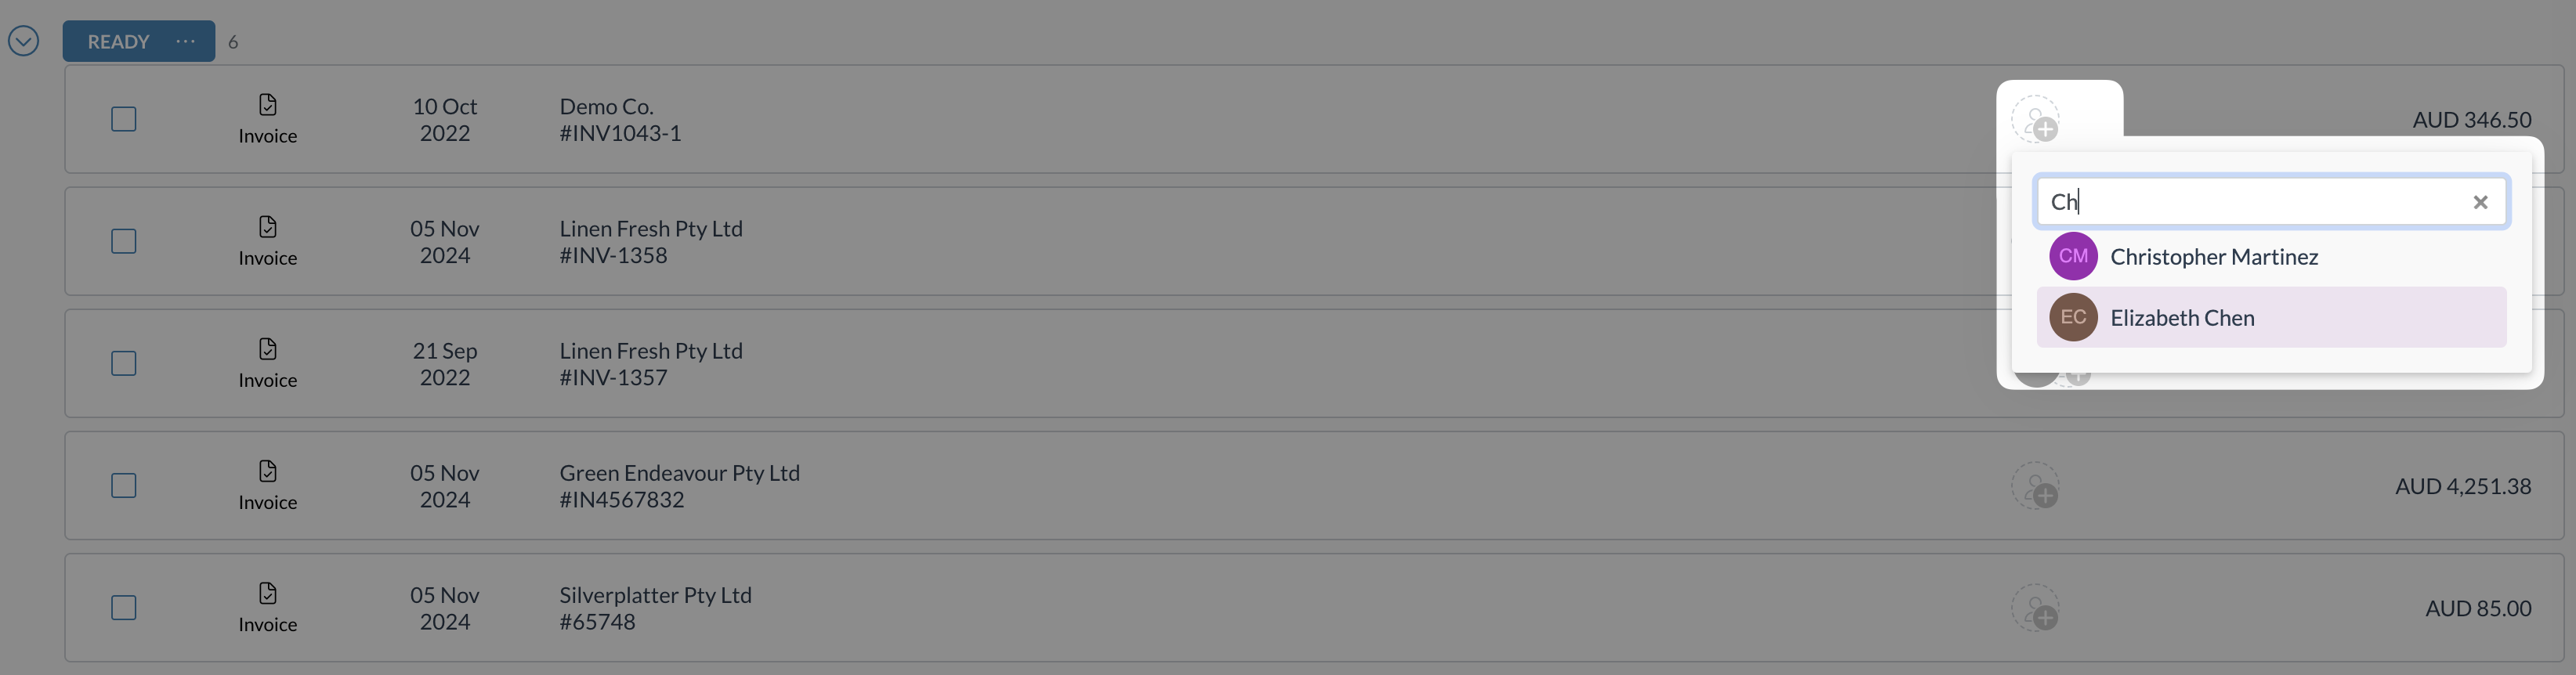 READY ... 6
Invoice
10 Oct
2022
Demo Co.
#INV1043-1
AUD 346.50
Ch
CM Christopher Martinez
EC Elizabeth Chen
Invoice
05 Nov
2024
Linen Fresh Pty Ltd
#INV-1358
Invoice
21 Sep
2022
Linen Fresh Pty Ltd
#INV-1357
Invoice
05 Nov
2024
Green Endeavour Pty Ltd
#IN4567832
AUD 4,251.38
Invoice
05 Nov
2024
Silverplatter Pty Ltd
#65748
AUD 85.00